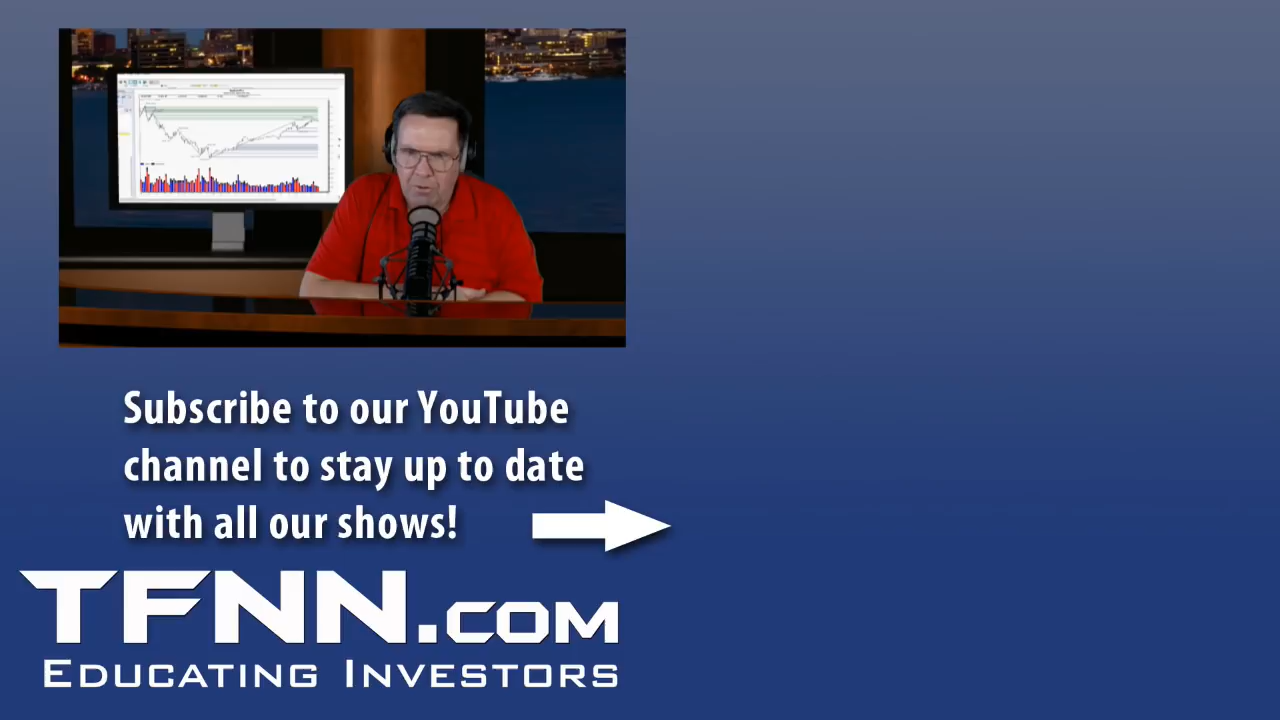 Subscribe to our YouTube
channel to stay up to date
with all our shows!
TFNN.COM
EDUCATING INVESTORS